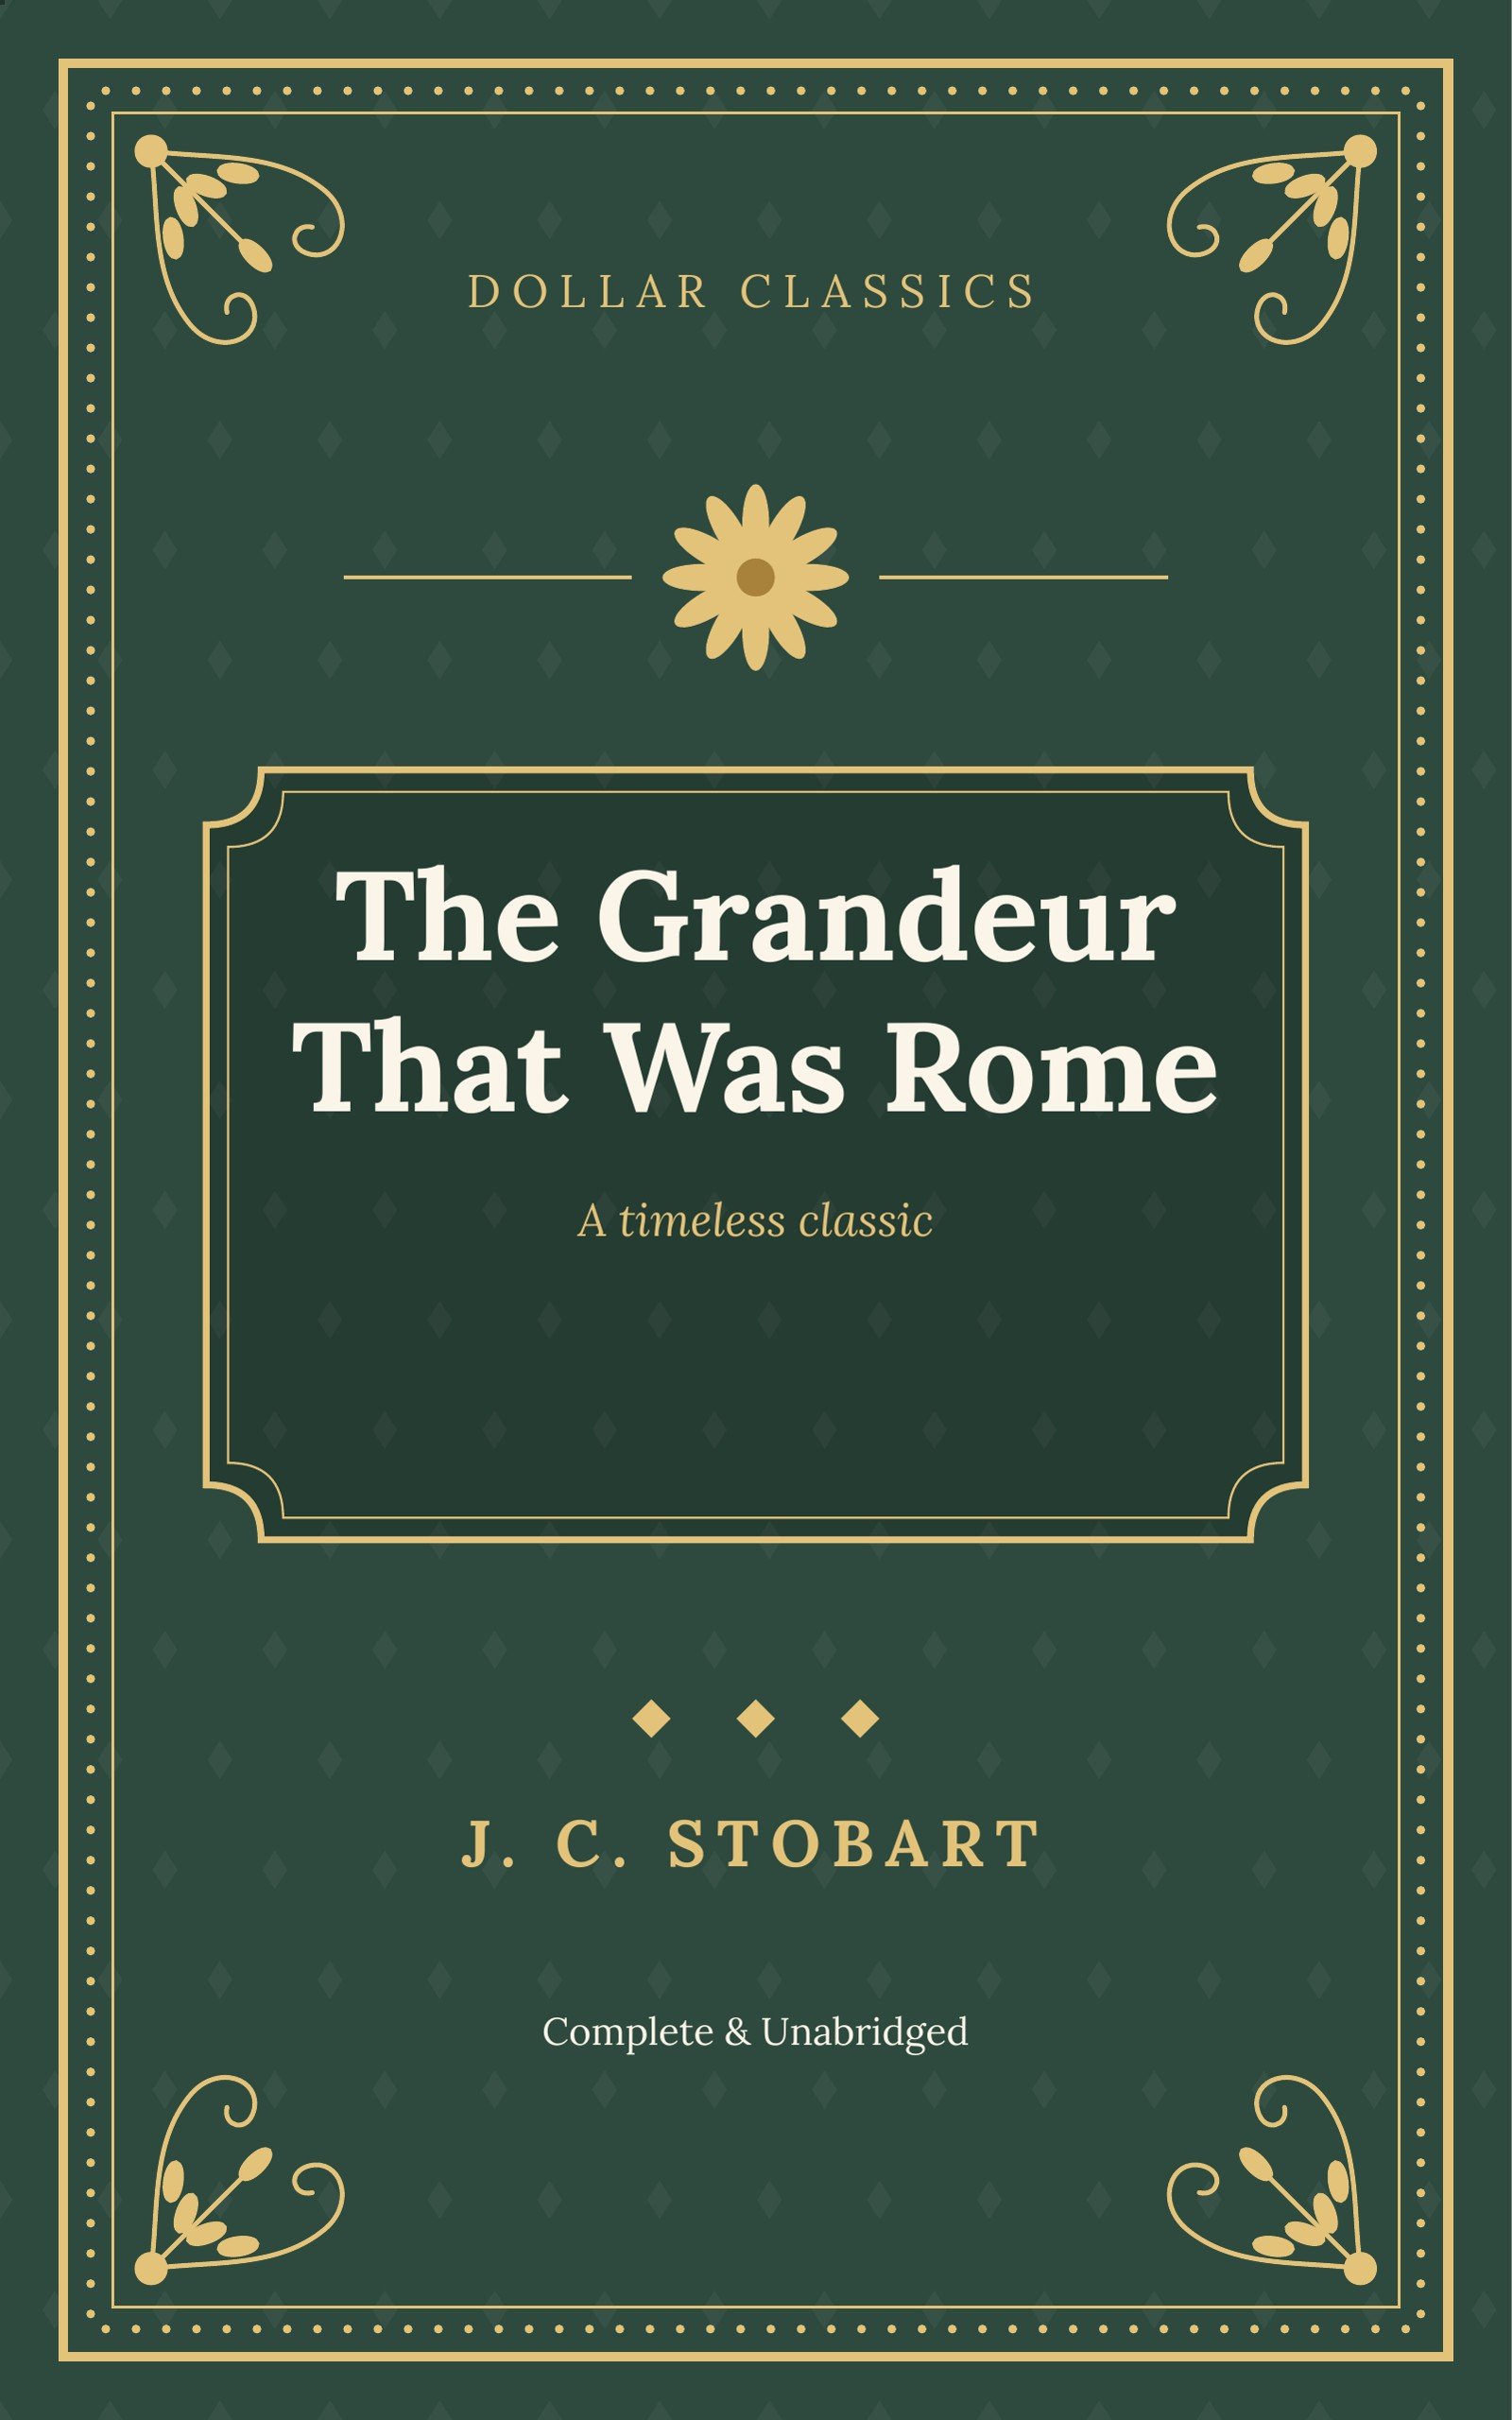 DOLLAR CLASSICS
The Grandeur
That Was Rome
A timeless classic
J. C. STOBART
Complete & Unabridged